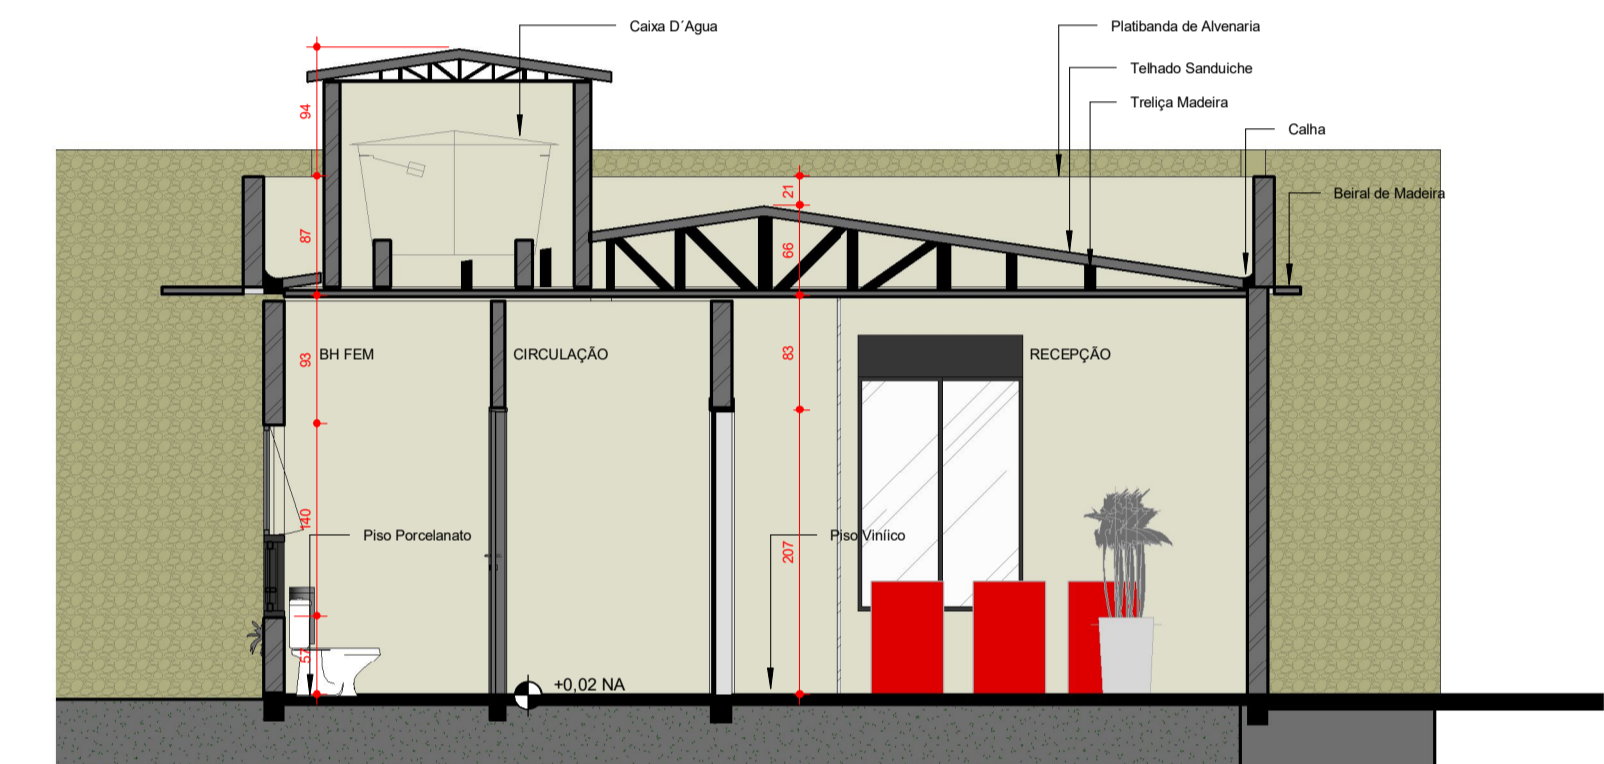 Caixa D´Agua
Platibanda de Alvenaria
Telhado Sanduiche
Treliça Madeira
Calha
Beiral de Madeira
94
87
21
66
93
BH FEM
CIRCULAÇÃO
83
RECEPÇÃO
140
Piso Porcelanato
207
Piso Viníico
57
+0,02 NA